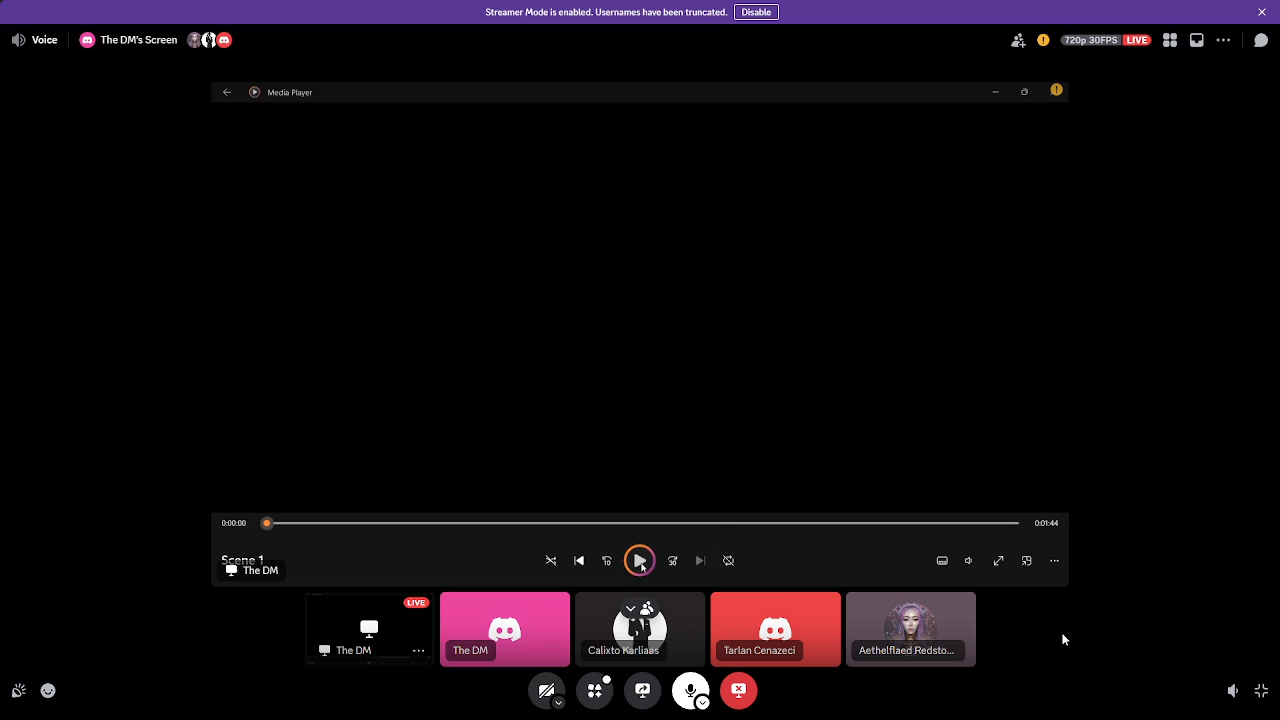 Streamer Mode is enabled. Usernames have been truncated. Disable
Voice The DM's Screen 720p 30FPS LIVE
Media Player
0:00:00 0:01:44
Scene 1
The DM
10 30
LIVE
The DM The DM Calixto Karliaas Tarlan Cenazeci Aethelflaed Redsto...